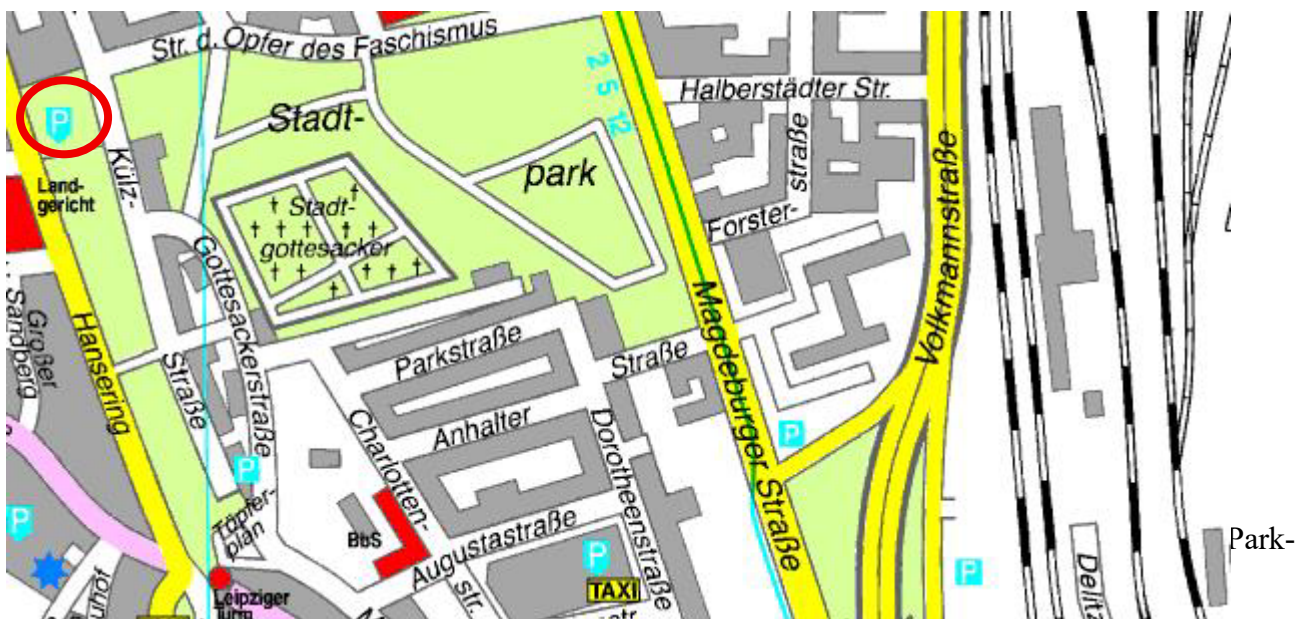 Str. d. Opfer des Faschismus
P
Land-
gericht
Külz-
Straße
Stadt-
park
2 5 12
Halberstädter Str.
Forster-
straße
Volkmannstraße
Stadt-
gottesacker
Gottesackerstraße
Großer
Sandberg
Hansering
Magdeburger Straße
Parkstraße
Anhalter
Straße
Charlotten-
str.
Dorotheenstraße
Augustastraße
BbS
P
P
P
P
P
TAXI
Töpfer-
plan
Leipziger
Turm
Park-